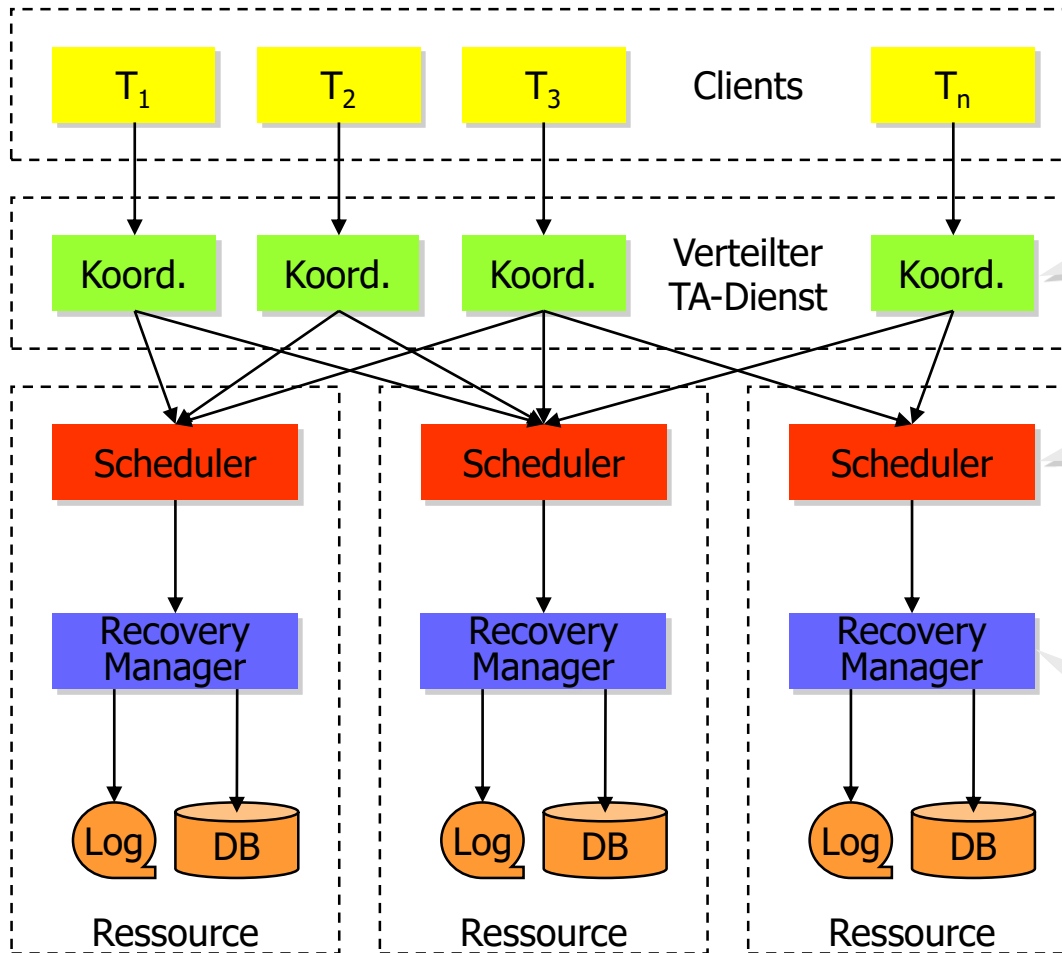 T1
T2
T3
Clients
Tn
Koord.
Koord.
Koord.
Verteilter
TA-Dienst
Koord.
Scheduler
Scheduler
Scheduler
Recovery
Manager
Recovery
Manager
Recovery
Manager
Log
DB
Log
DB
Log
DB
Ressource
Ressource
Ressource